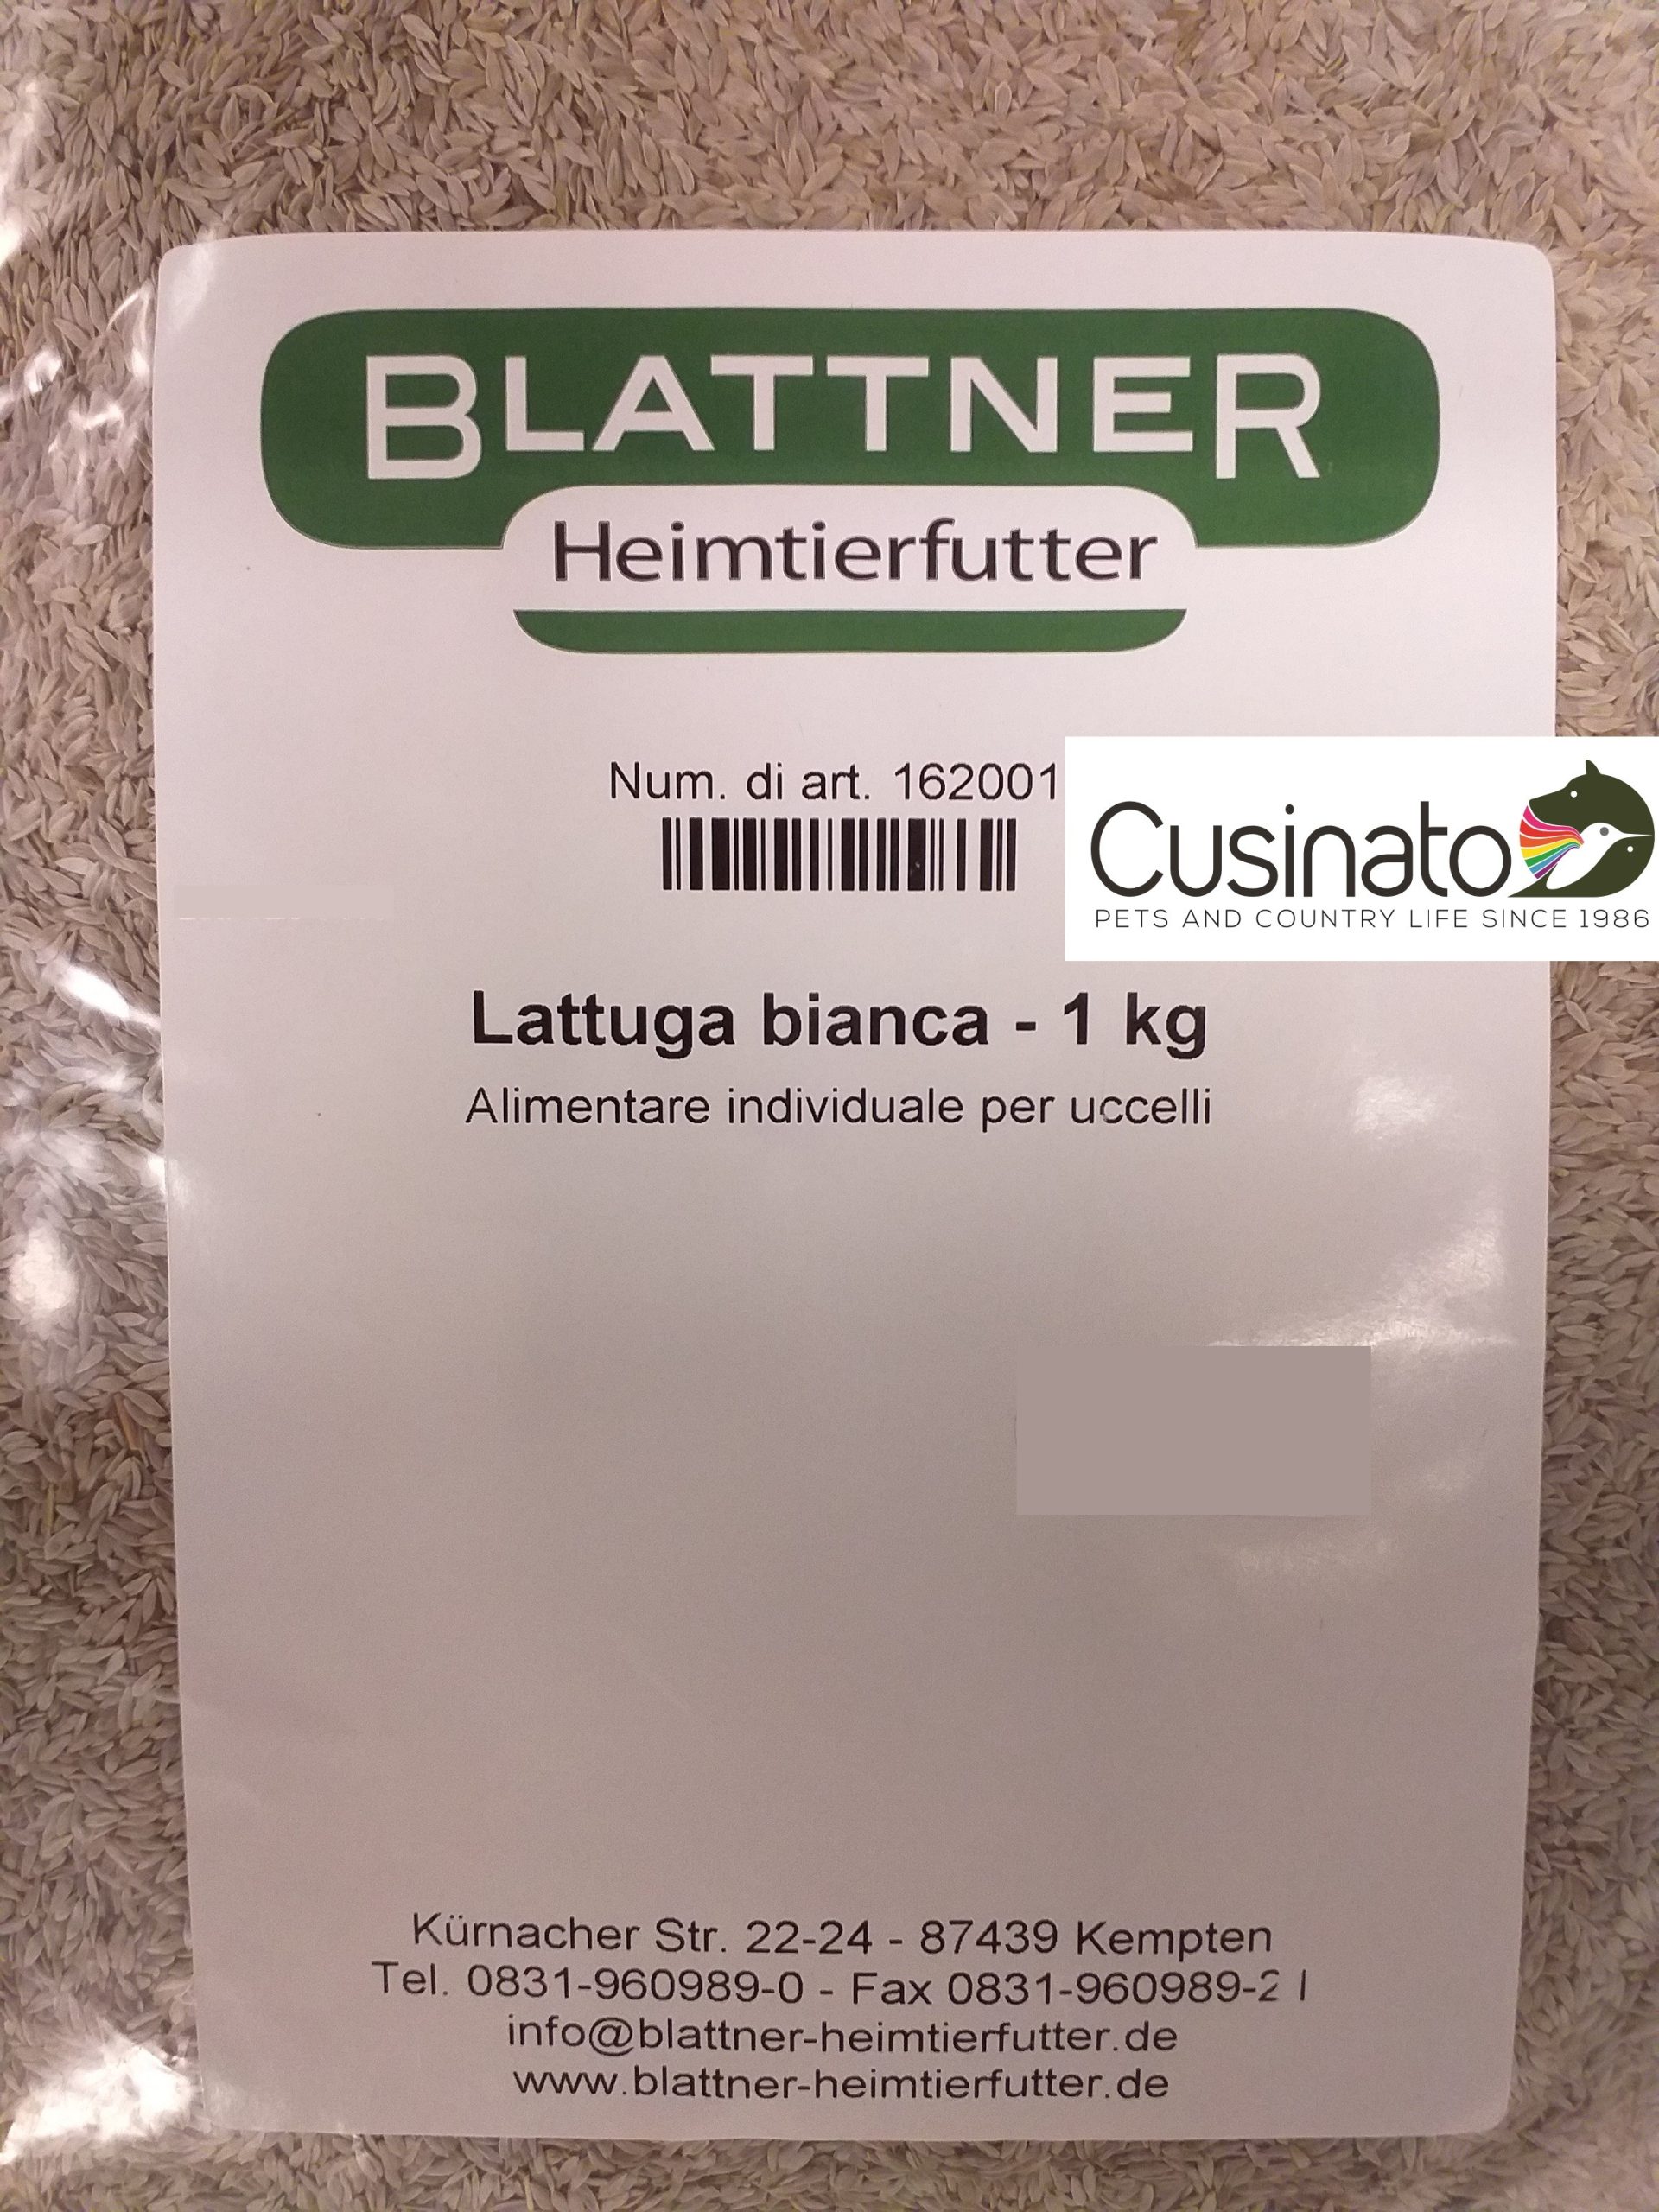 BLATTNER
Heimtierfutter
Num. di art. 162001
Cusinato
PETS AND COUNTRY LIFE SINCE 1986
Lattuga bianca - 1 kg
Alimentare individuale per uccelli
Kürnacher Str. 22-24 - 87439 Kempten
Tel. 0831-960989-0 - Fax 0831-960989-21
info@blattner-heimtierfutter.de
www.blattner-heimtierfutter.de